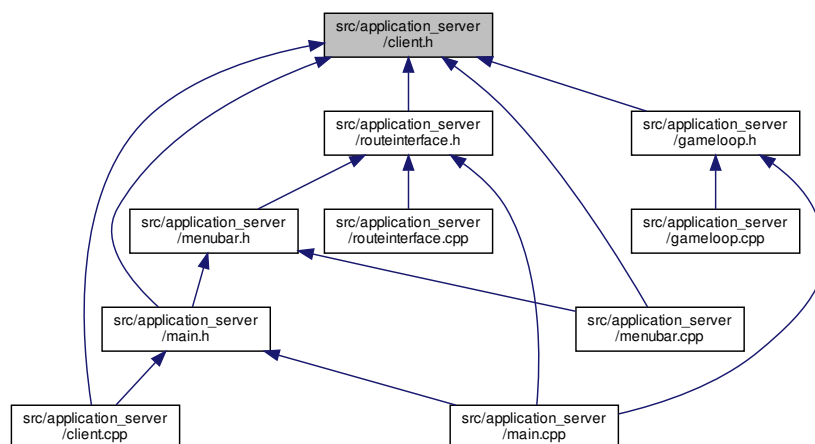 src/application_server
/client.h
src/application_server
/routeinterface.h
src/application_server
/gameloop.h
src/application_server
/menubar.h
src/application_server
/routeinterface.cpp
src/application_server
/gameloop.cpp
src/application_server
/main.h
src/application_server
/menubar.cpp
src/application_server
/client.cpp
src/application_server
/main.cpp